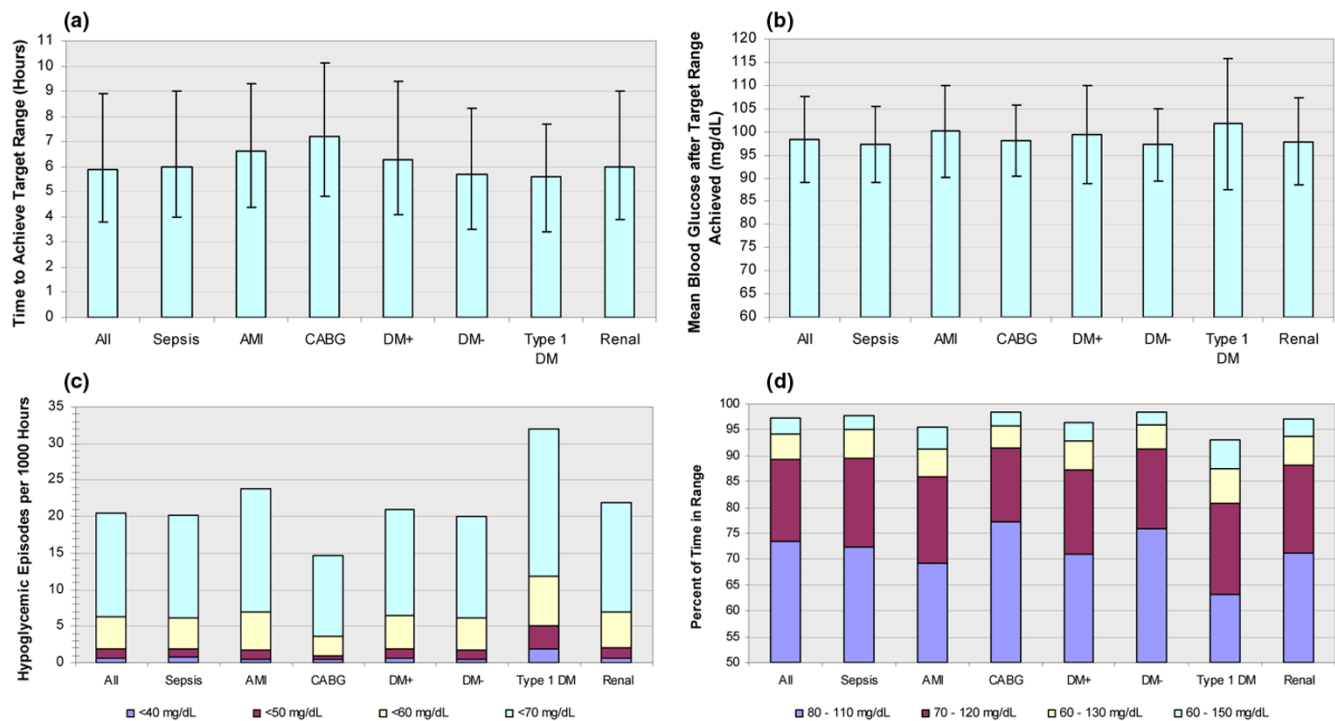 (a)
Time to Achieve Target Range (Hours)
11
10
9
8
7
6
5
4
3
2
1
0
All Sepsis AMI CABG DM+ DM- Type 1 DM Renal
(b)
Mean Blood Glucose after Target Range
Achieved (mg/dL)
120
115
110
105
100
95
90
85
80
75
70
65
60
All Sepsis AMI CABG DM+ DM- Type 1 DM Renal
(c)
Hypoglycemic Episodes per 1000 Hours
35
30
25
20
15
10
5
0
All Sepsis AMI CABG DM+ DM- Type 1 DM Renal
<40 mg/dL <50 mg/dL <60 mg/dL <70 mg/dL
(d)
Percent of Time in Range
100
95
90
85
80
75
70
65
60
55
50
All Sepsis AMI CABG DM+ DM- Type 1 DM Renal
80 - 110 mg/dL 70 - 120 mg/dL 60 - 130 mg/dL 60 - 150 mg/dL